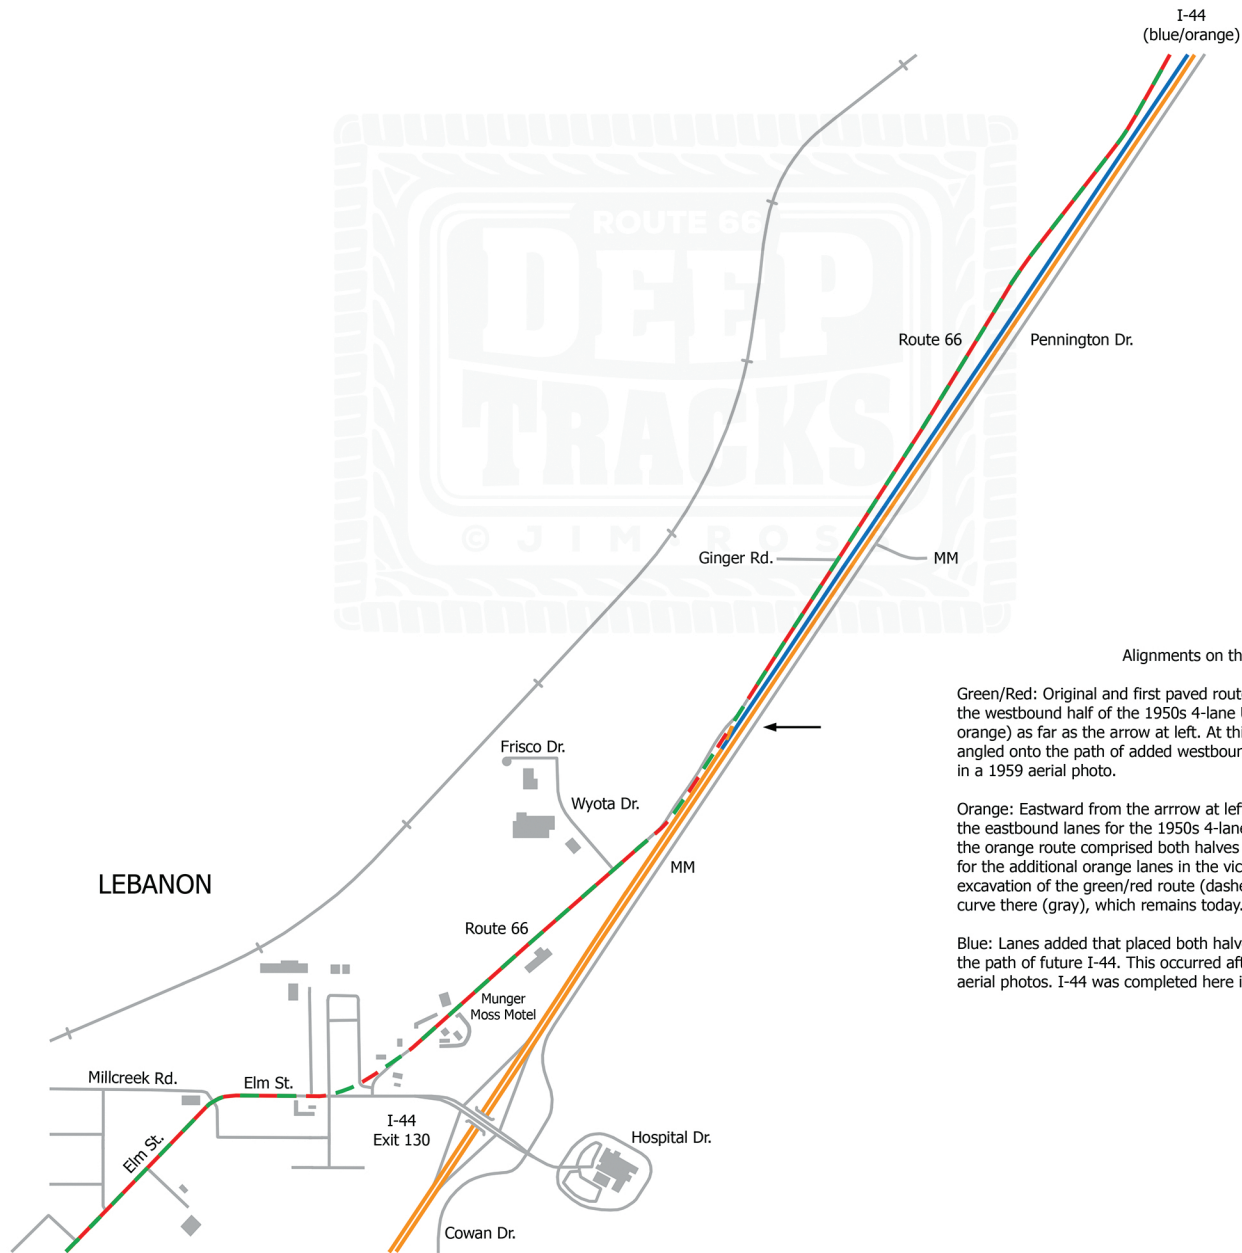 I-44
(blue/orange)
ROUTE 66
DEEP
TRACKS
© JIM ROS
Route 66
Pennington Dr.
Ginger Rd.
MM
Alignments on th
Green/Red: Original and first paved rout
the westbound half of the 1950s 4-lane
orange) as far as the arrow at left. At thi
angled onto the path of added westboun
in a 1959 aerial photo.
Frisco Dr.
Wyota Dr.
Orange: Eastward from the arrrow at left
the eastbound lanes for the 1950s 4-lane
the orange route comprised both halves
for the additional orange lanes in the vic
excavation of the green/red route (dashe
curve there (gray), which remains today.
MM
LEBANON
Route 66
Blue: Lanes added that placed both halv
the path of future I-44. This occurred aft
aerial photos. I-44 was completed here i
Munger
Moss Motel
Millcreek Rd.
Elm St.
I-44
Exit 130
Elm St.
Hospital Dr.
Cowan Dr.